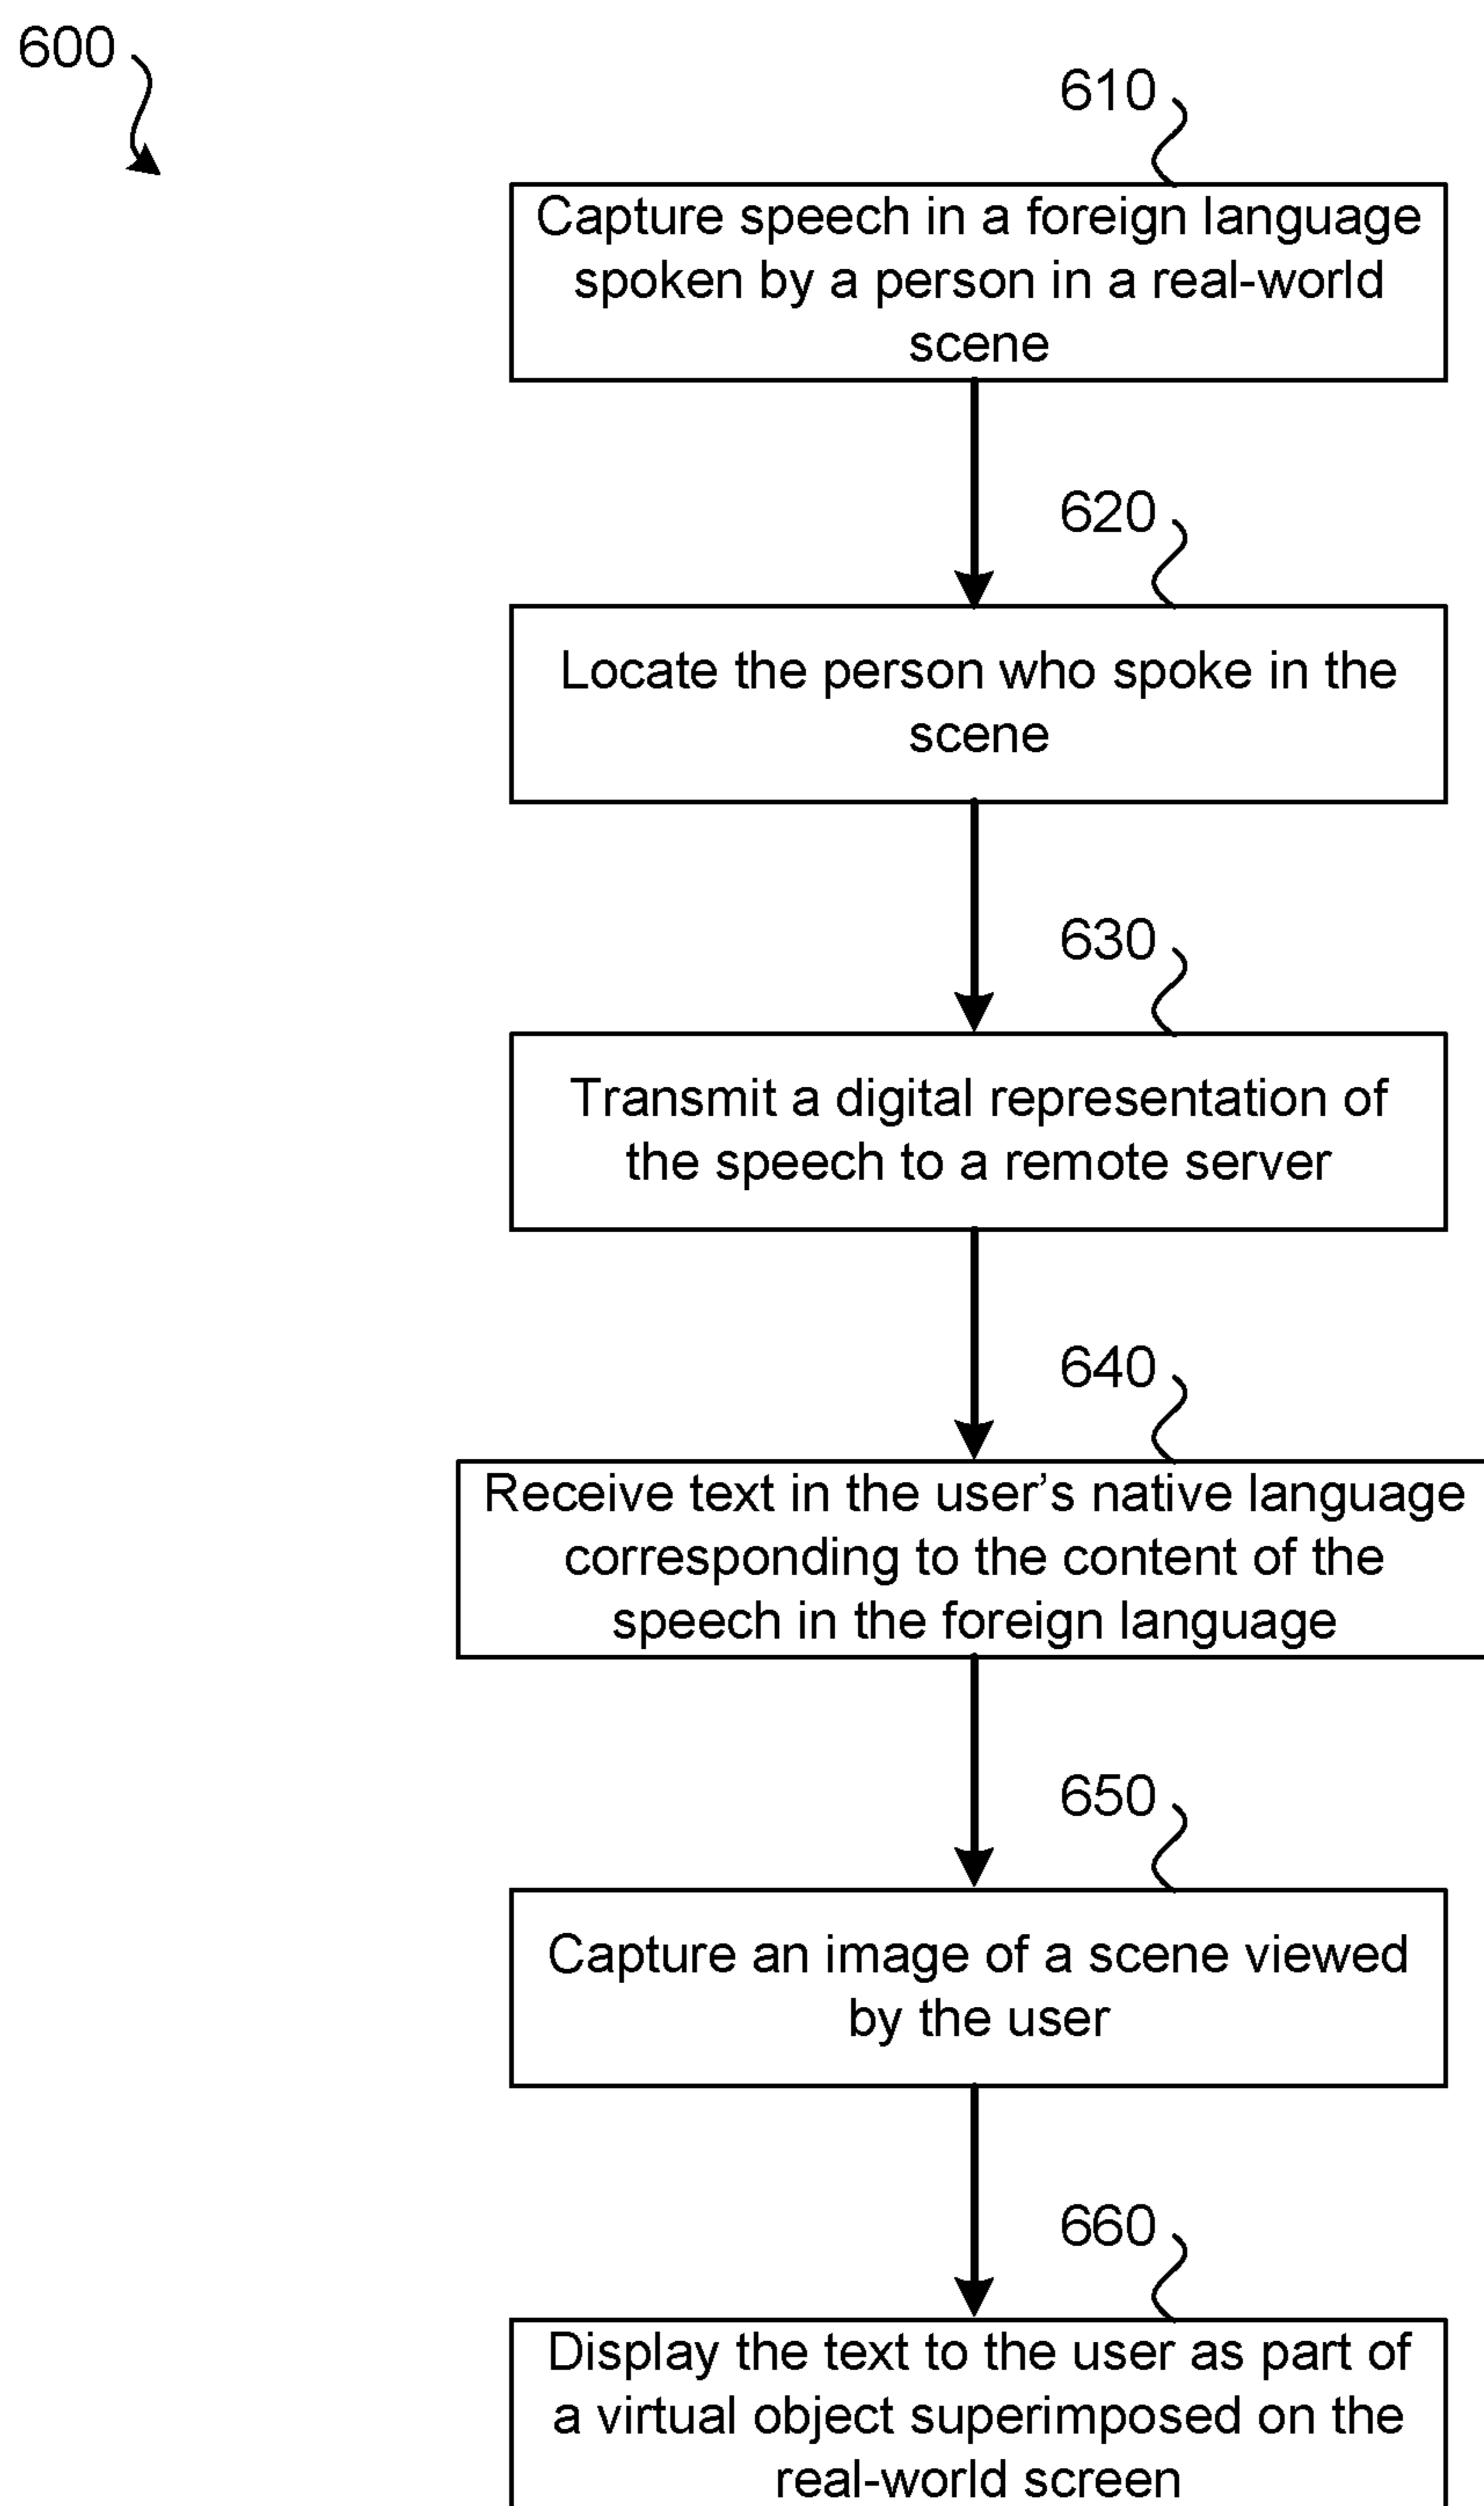 600
610
Capture speech in a foreign language
spoken by a person in a real-world
scene
620
Locate the person who spoke in the
scene
630
Transmit a digital representation of
the speech to a remote server
640
Receive text in the user's native language
corresponding to the content of the
speech in the foreign language
650
Capture an image of a scene viewed
by the user
660
Display the text to the user as part of
a virtual object superimposed on the
real-world screen